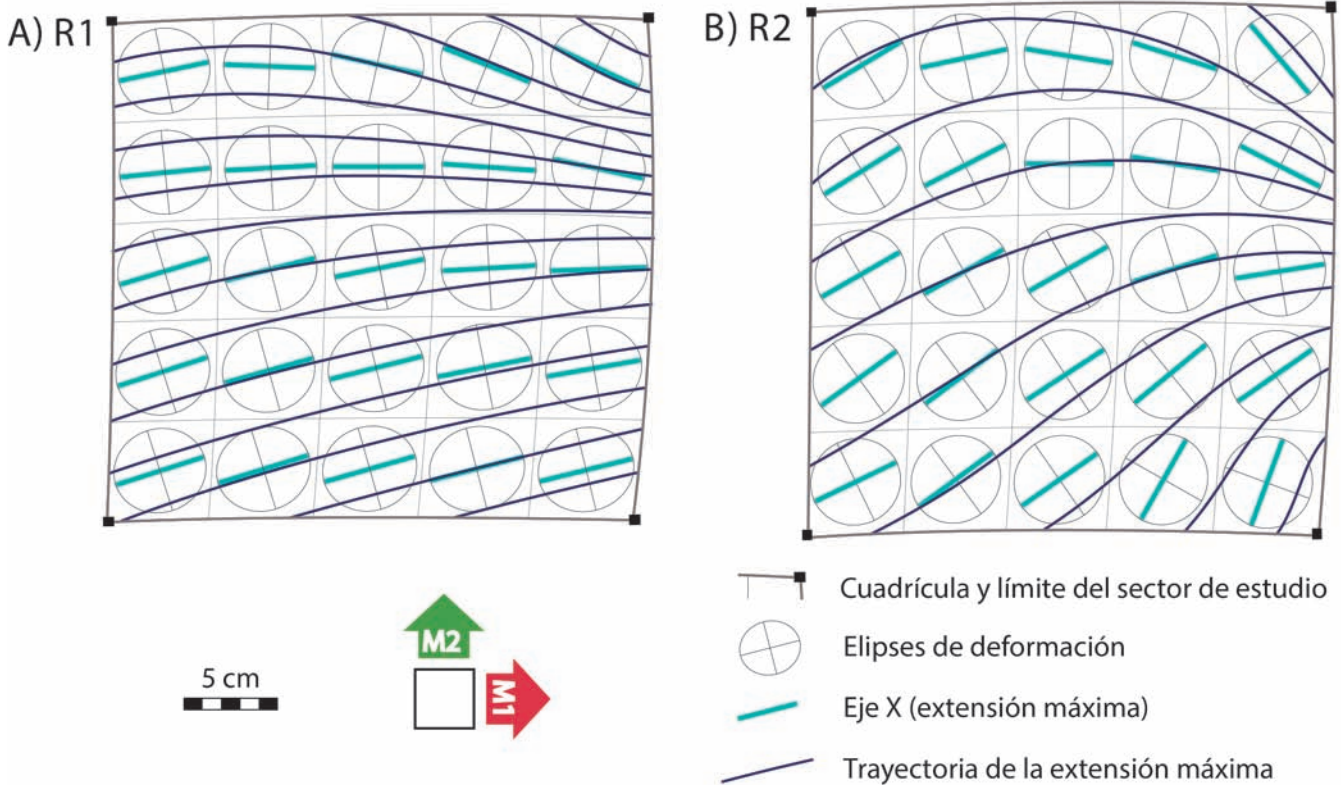 A) R1
B) R2
M2
M1
5 cm
Cuadrícula y límite del sector de estudio
Elipses de deformación
Eje X (extensión máxima)
Trayectoria de la extensión máxima